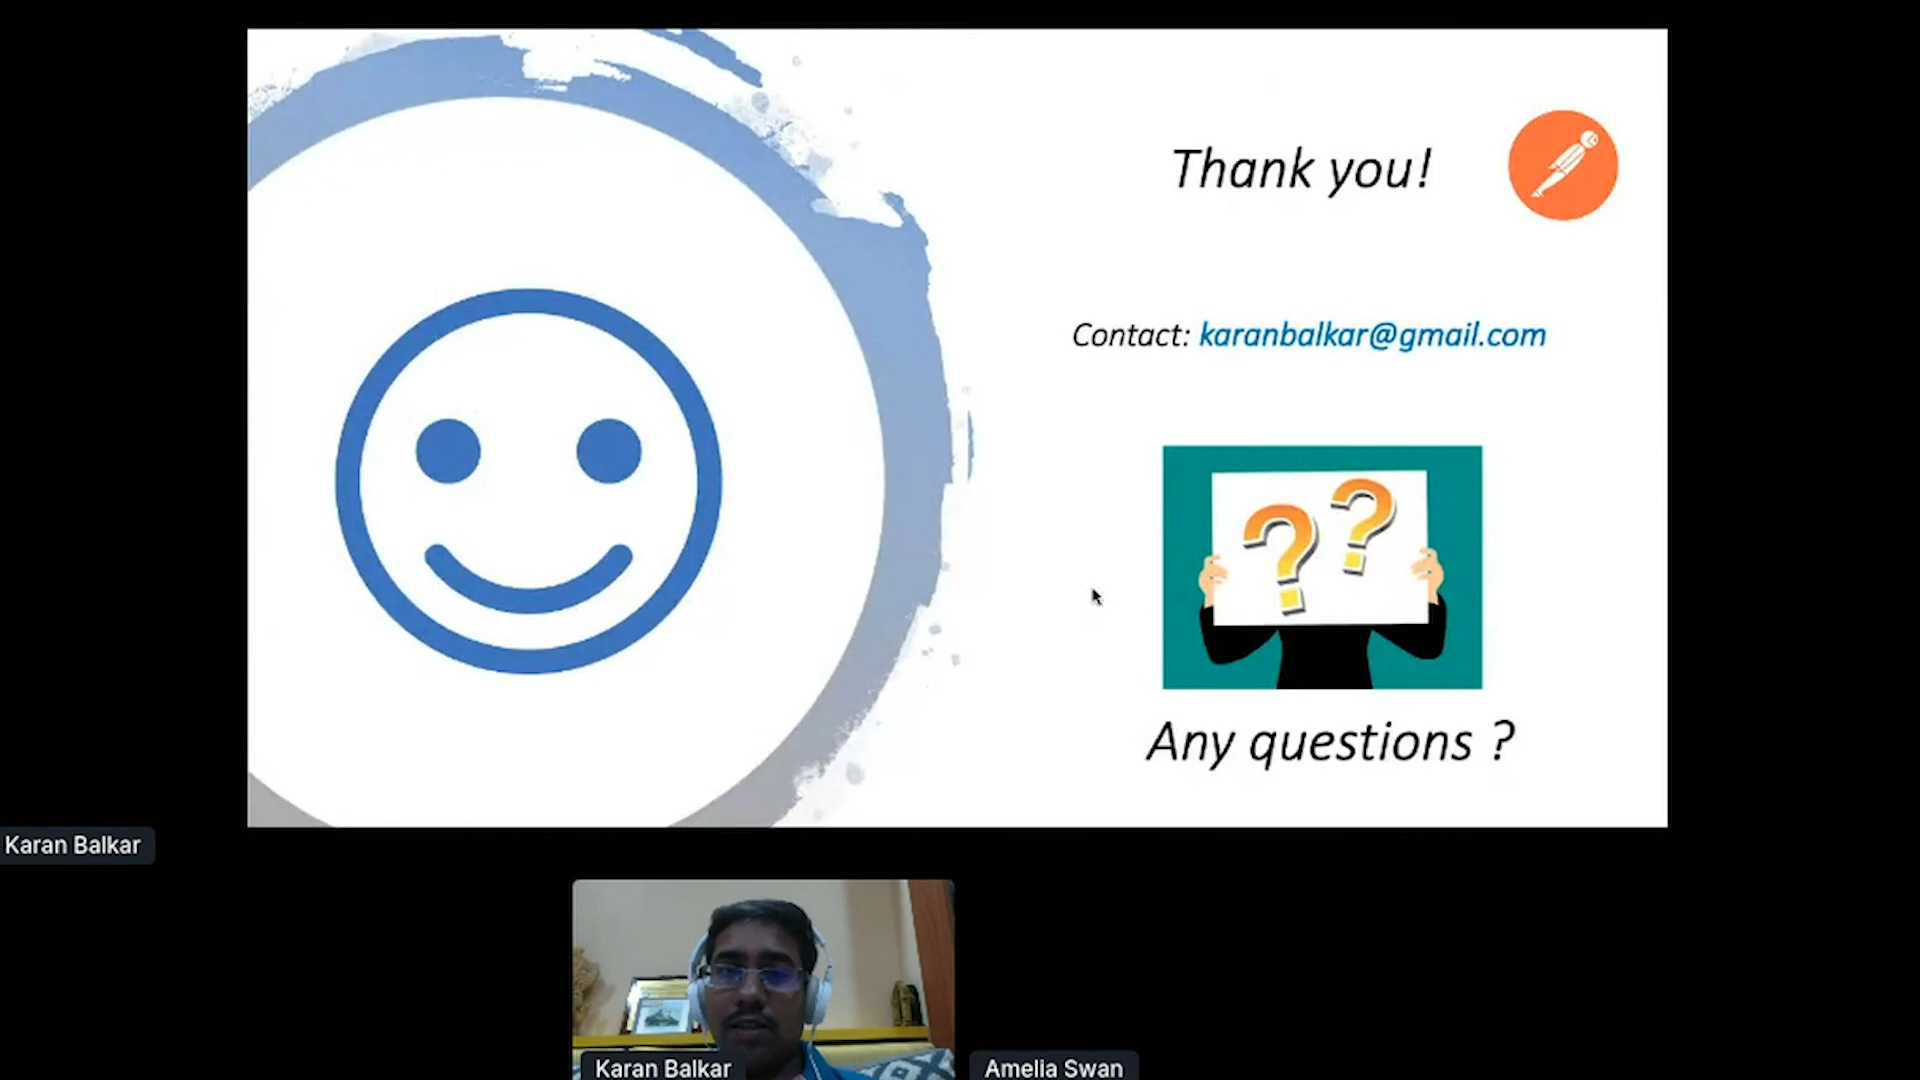 Thank you!
Contact: karanbalkar@gmail.com
? ?
Any questions ?
Karan Balkar
Karan Balkar
Amelia Swan